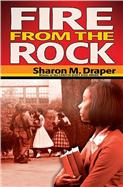 FIRE
FROM THE
ROCK
Sharon M. Draper